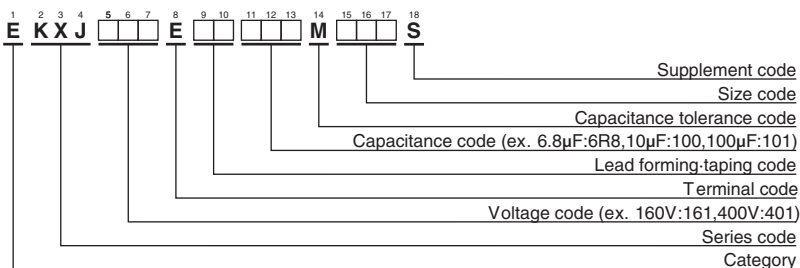 1 2 3 4 5 6 7 8 9 10 11 12 13 14 15 16 17 18
E KXJ □□□ E □□ □□□ M □□□ S
Supplement code
Size code
Capacitance tolerance code
Capacitance code (ex. 6.8μF:6R8,10μF:100,100μF:101)
Lead forming·taping code
Terminal code
Voltage code (ex. 160V:161,400V:401)
Series code
Category